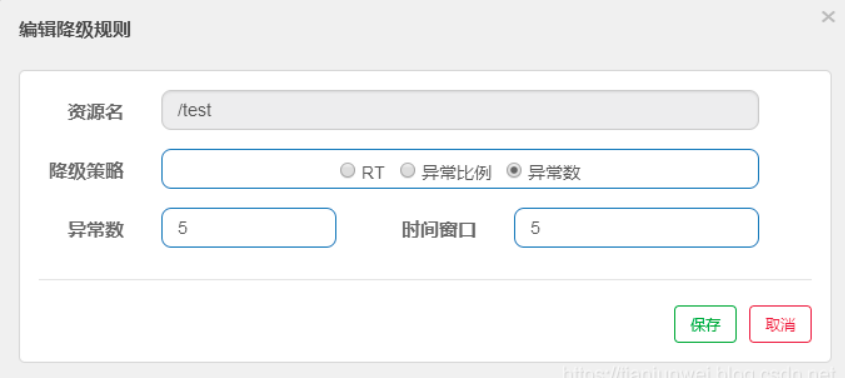 编辑降级规则 ×
资源名 /test
降级策略 RT 异常比例 异常数
异常数 5 时间窗口 5
保存 取消
https://tianjunwei.blog.csdn.net